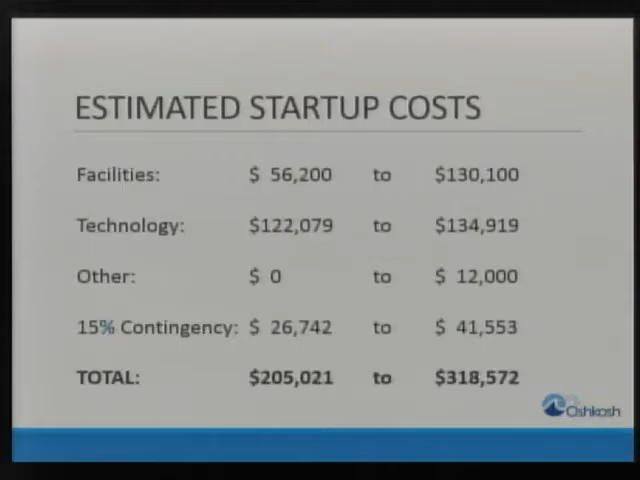 ESTIMATED STARTUP COSTS
Facilities: $ 56,200 to $130,100
Technology: $122,079 to $134,919
Other: $ 0 to $ 12,000
15% Contingency: $ 26,742 to $ 41,553
TOTAL: $205,021 to $318,572
Oshkosh